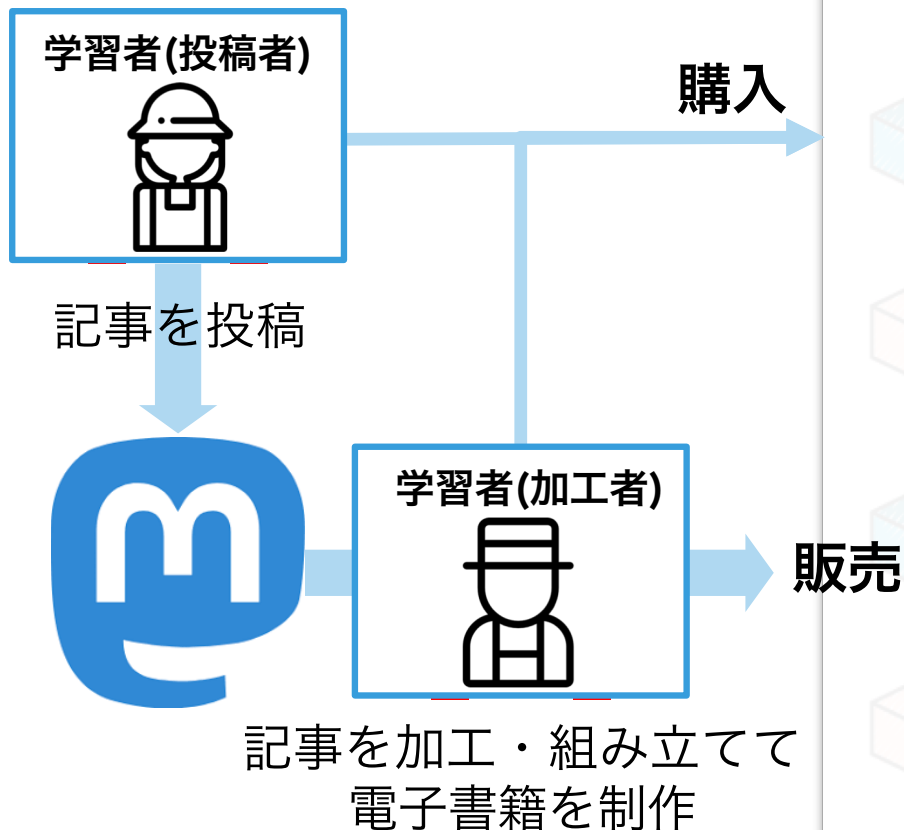 学習者(投稿者)
購入
記事を投稿
学習者(加工者)
販売
記事を加工・組み立てて
電子書籍を制作